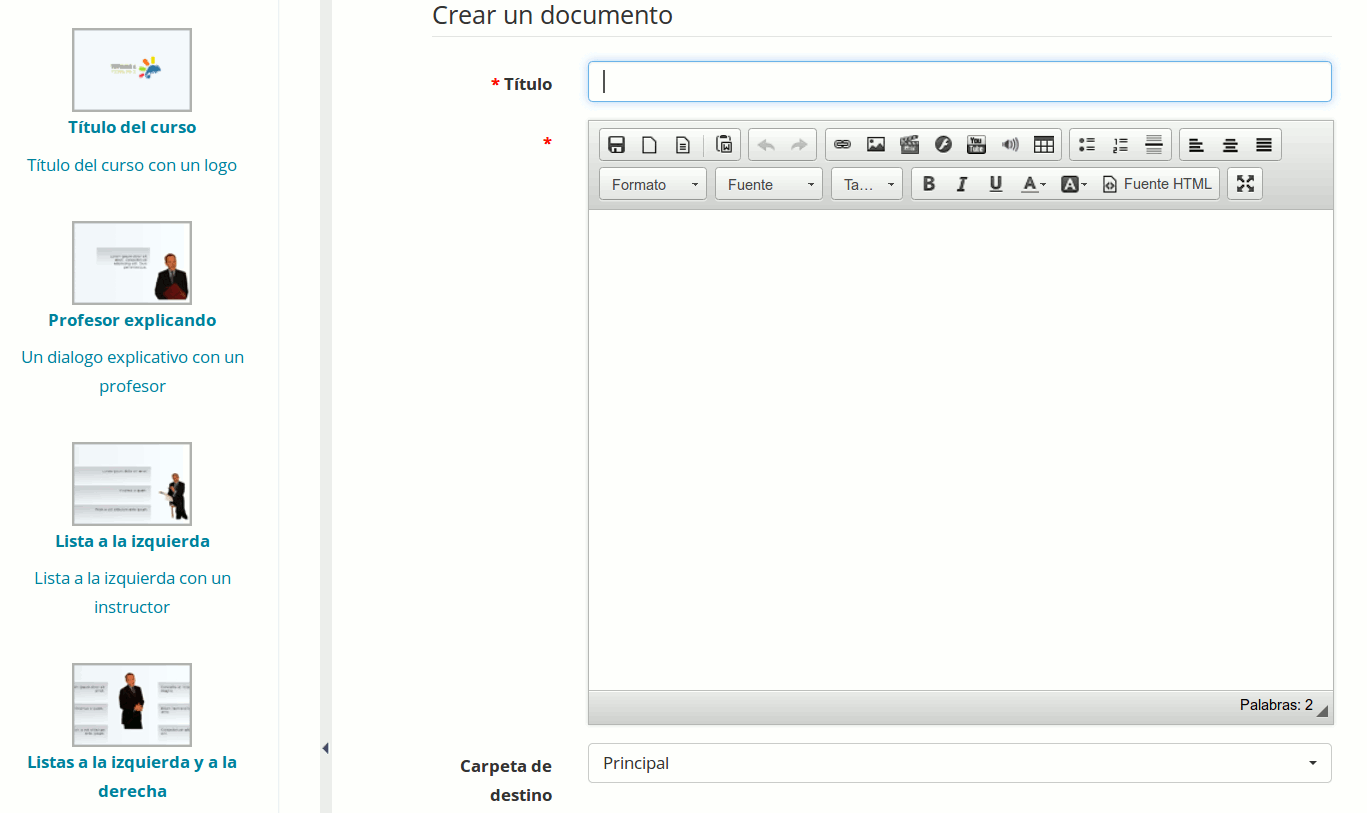 Título del curso
Título del curso con un logo
Profesor explicando
Un dialogo explicativo con un
profesor
Lista a la izquierda
Lista a la izquierda con un
instructor
Listas a la izquierda y a la
derecha
Crear un documento
* Título
*
Formato
Fuente
Ta...
B I U A A Fuente HTML
Palabras: 2
Carpeta de
destino
Principal